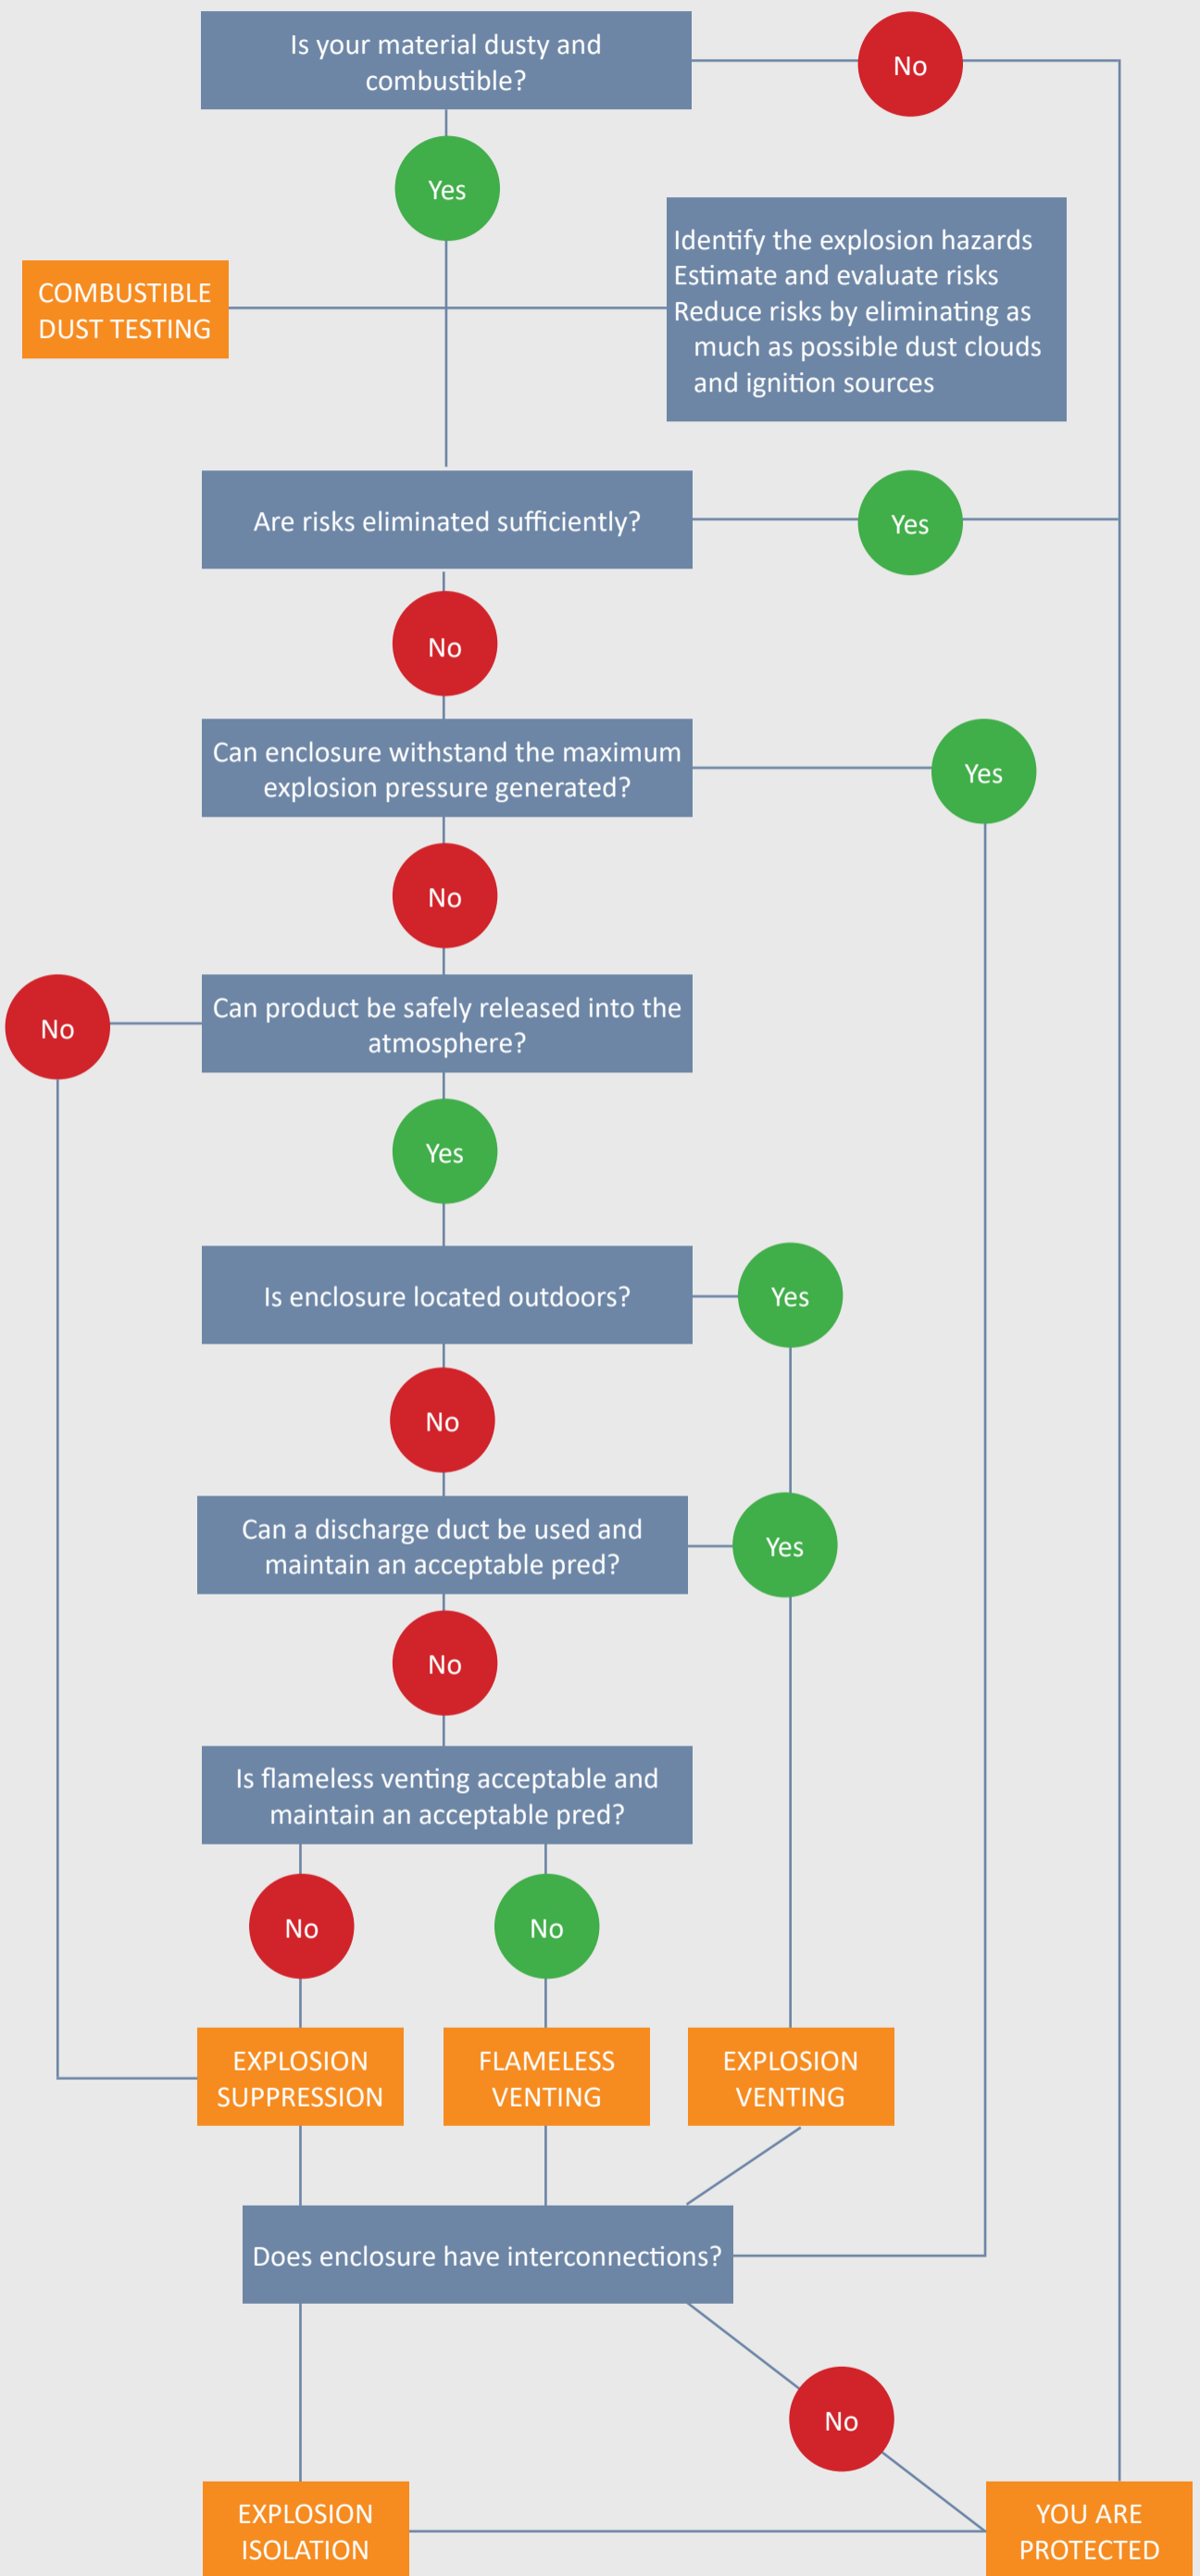 Is your material dusty and
combustible?
No
Yes
Identify the explosion hazards
Estimate and evaluate risks
Reduce risks by eliminating as
much as possible dust clouds
and ignition sources
COMBUSTIBLE
DUST TESTING
Are risks eliminated sufficiently?
Yes
No
Can enclosure withstand the maximum
explosion pressure generated?
Yes
No
Can product be safely released into the
atmosphere?
No
Yes
Is enclosure located outdoors?
Yes
No
Can a discharge duct be used and
maintain an acceptable pred?
Yes
No
Is flameless venting acceptable and
maintain an acceptable pred?
No
No
EXPLOSION
SUPPRESSION
FLAMELESS
VENTING
EXPLOSION
VENTING
Does enclosure have interconnections?
No
EXPLOSION
ISOLATION
YOU ARE
PROTECTED